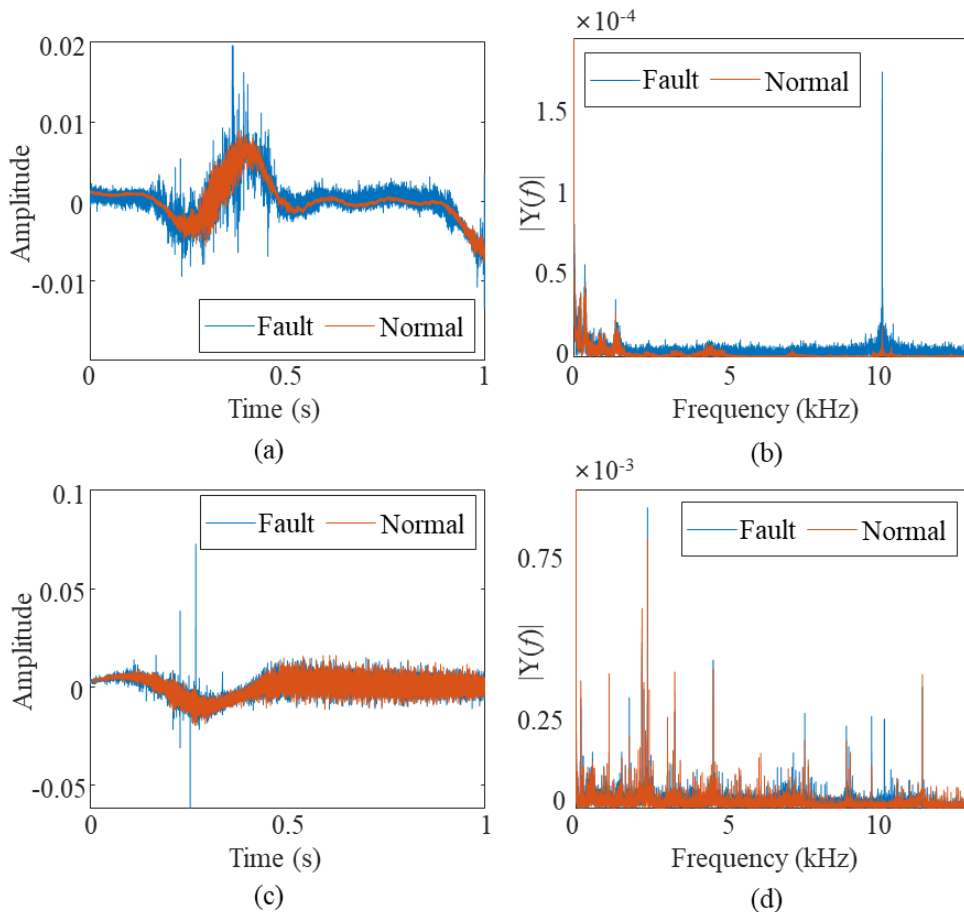 0.02
0.01
0
-0.01
Amplitude
Fault Normal
0 0.5 1
Time (s)
(a)
×10⁻⁴
Fault Normal
1.5
1
0.5
0
|Y(f)|
0 5 10
Frequency (kHz)
(b)
0.1
0.05
0
-0.05
Amplitude
Fault Normal
0 0.5 1
Time (s)
(c)
×10⁻³
Fault Normal
0.75
0.25
0
|Y(f)|
0 5 10
Frequency (kHz)
(d)